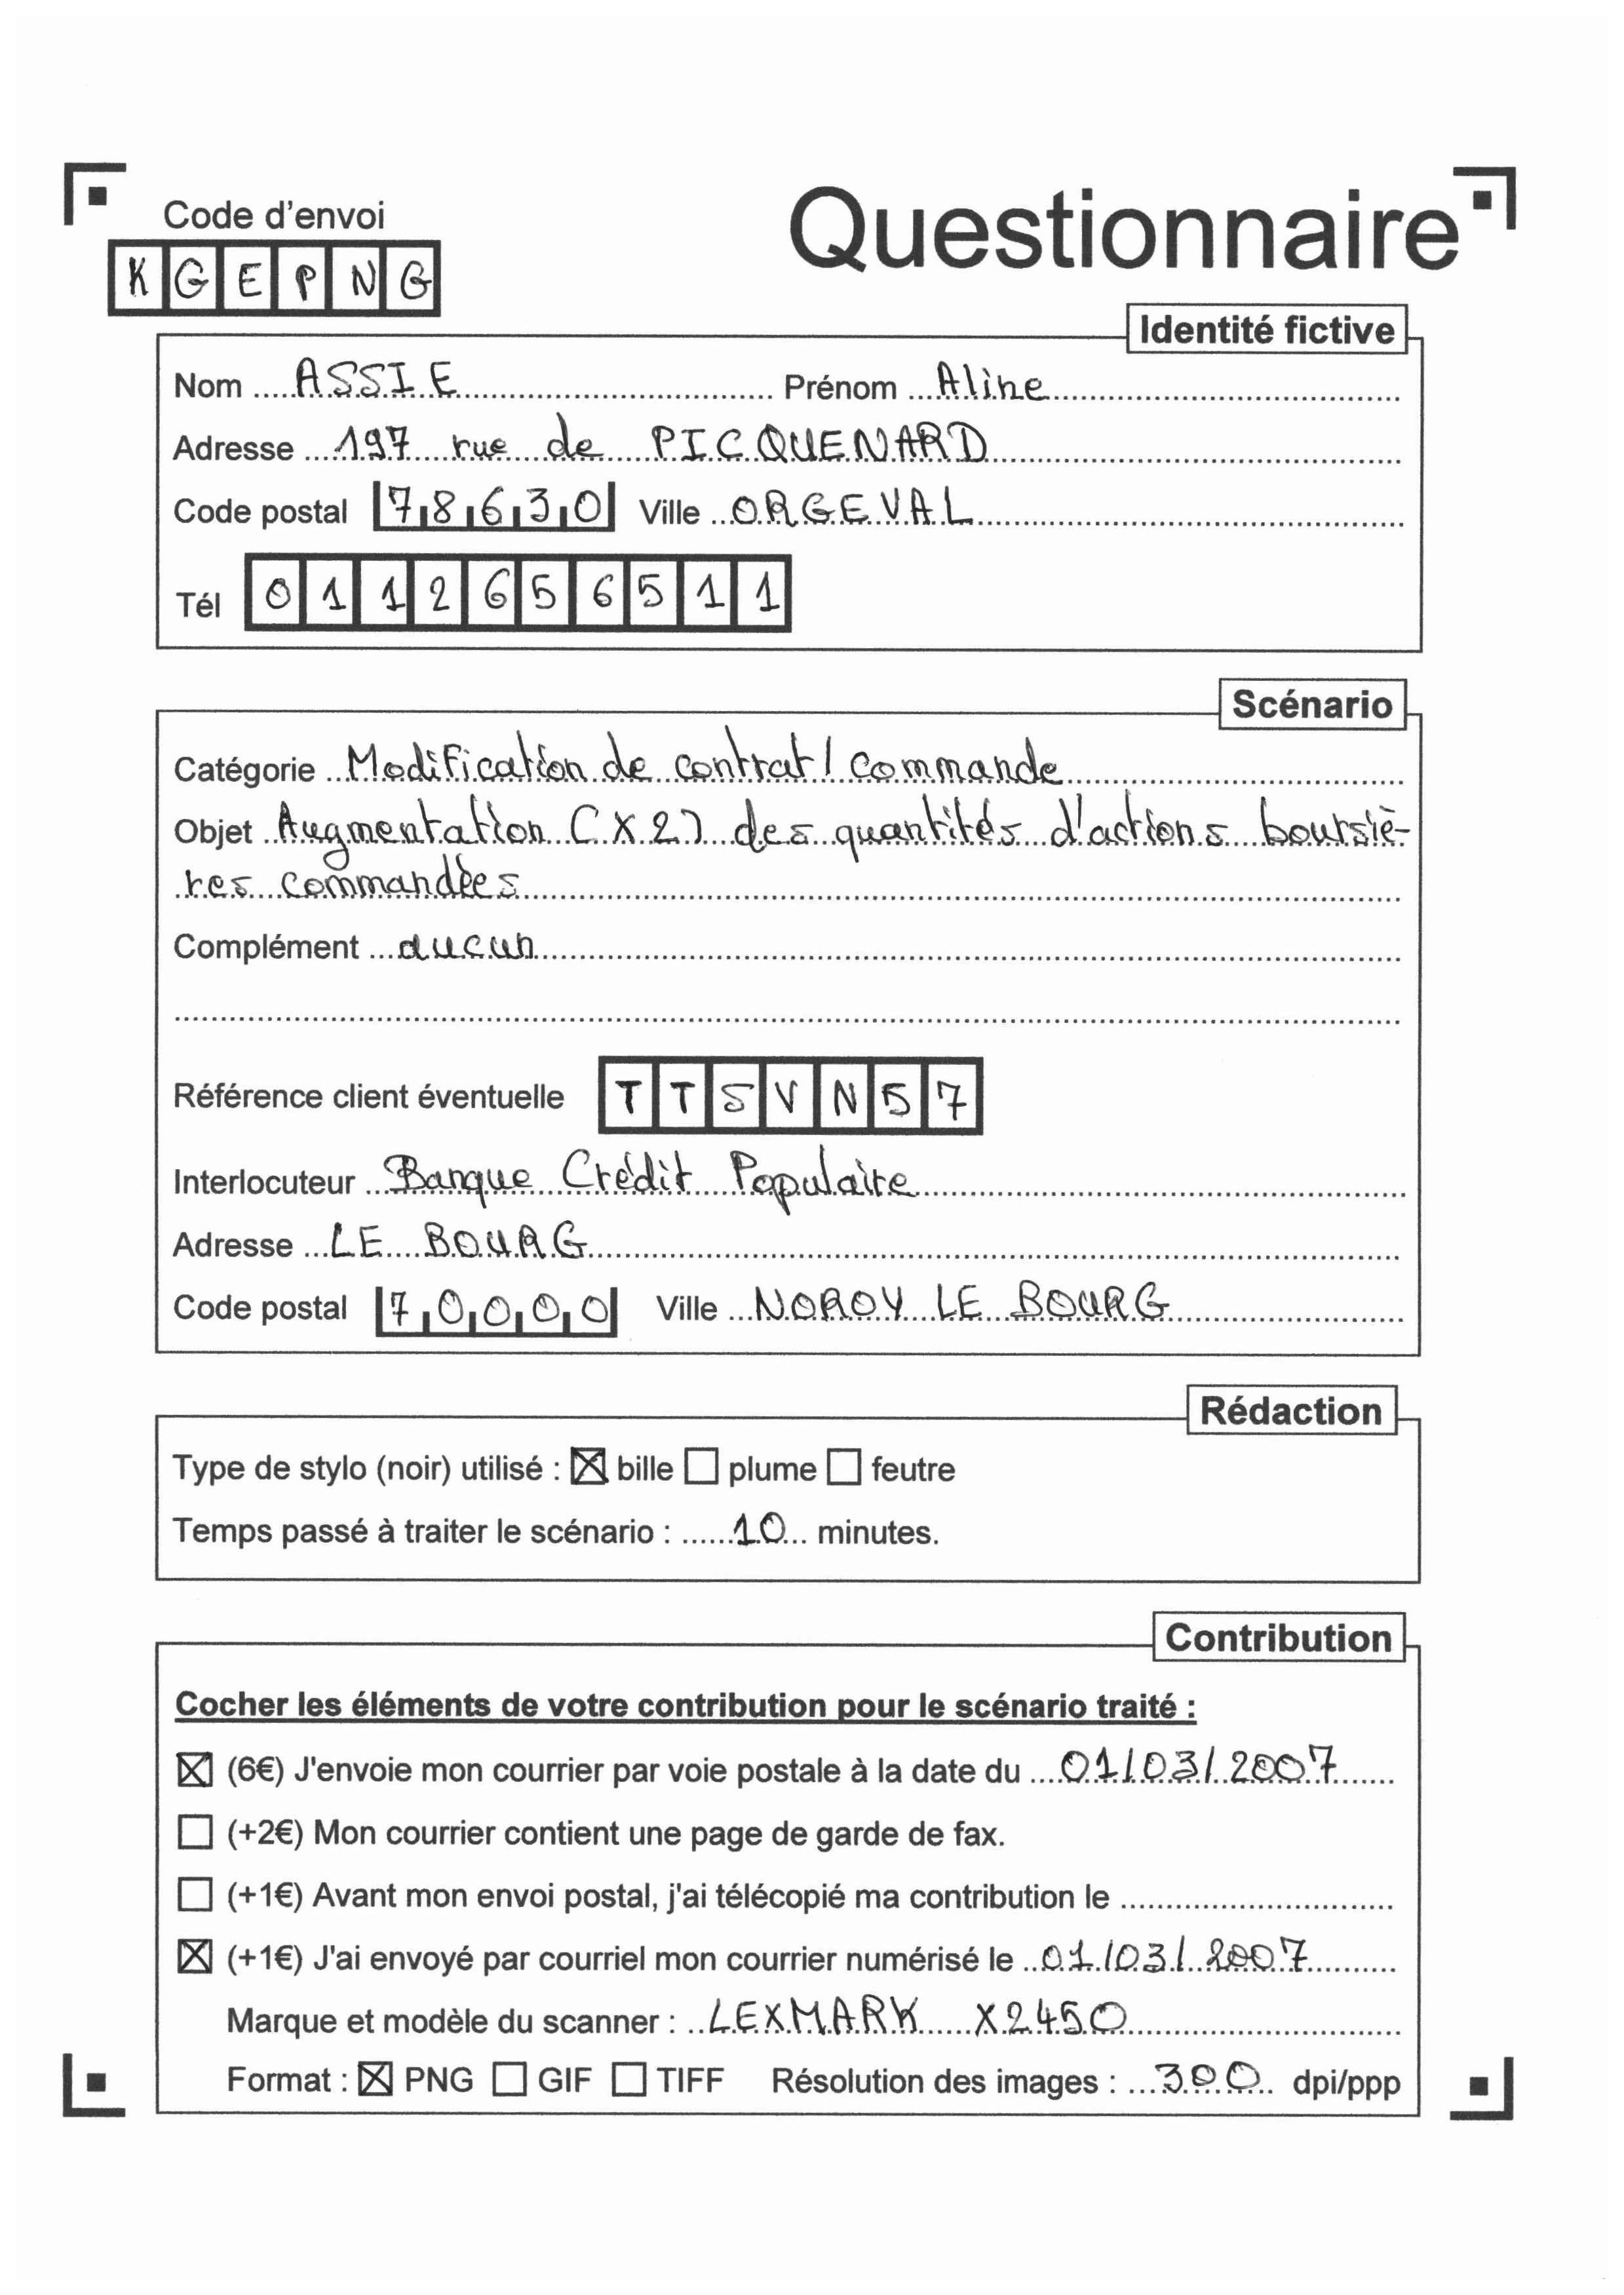 Code d'envoi
Questionnaire
KGEPNG
Identité fictive
Nom ASSIE Prénom Aline
Adresse 197 rue de PICQUENARD
Code postal 78630 Ville ORGEVAL
Tél 0112656511
Scénario
Catégorie Modification de contrat / commande
Objet Augmentation (X2) des quantités d'actions boursiè-
res commandées
Complément aucun
Référence client éventuelle TTSVN57
Interlocuteur Banque Crédit Populaire
Adresse LE BOURG
Code postal 70000 Ville NOROY LE BOURG
Rédaction
Type de stylo (noir) utilisé : ☒ bille ☐ plume ☐ feutre
Temps passé à traiter le scénario : 10 minutes.
Contribution
Cocher les éléments de votre contribution pour le scénario traité :
☒ (6€) J'envoie mon courrier par voie postale à la date du 01/03/2007
☐ (+2€) Mon courrier contient une page de garde de fax.
☐ (+1€) Avant mon envoi postal, j'ai télécopié ma contribution le
☒ (+1€) J'ai envoyé par courriel mon courrier numérisé le 01/03/2007
Marque et modèle du scanner : LEXMARK X2450
Format : ☒ PNG ☐ GIF ☐ TIFF Résolution des images : 300 dpi/ppp